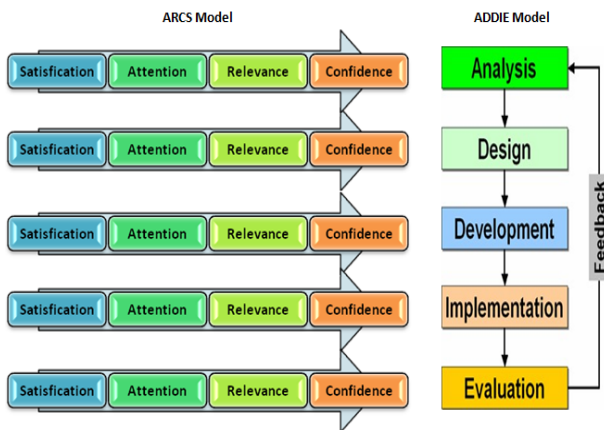 ARCS Model ADDIE Model
Satisfication Attention Relevance Confidence Analysis
Satisfication Attention Relevance Confidence Design
Satisfication Attention Relevance Confidence Development
Satisfication Attention Relevance Confidence Implementation
Satisfication Attention Relevance Confidence Evaluation
Feedback